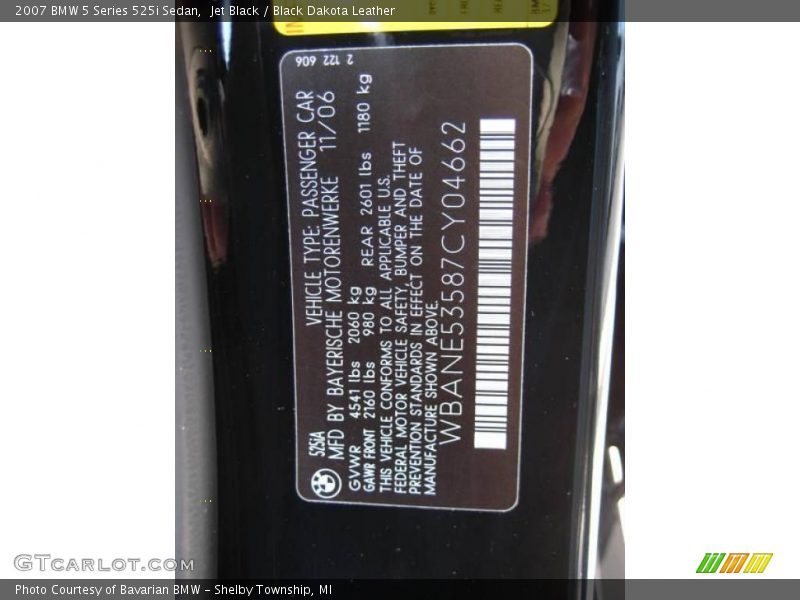 2007 BMW 5 Series 525i Sedan,  Jet Black / Black Dakota Leather
2 122 606
525iA
VEHICLE TYPE: PASSENGER CAR
MFD BY BAYERISCHE MOTORENWERKE 11/06
GVWR 4541 lbs 2060 kg
GAWR FRONT 2160 lbs 980 kg REAR 2601 lbs 1180 kg
THIS VEHICLE CONFORMS TO ALL APPLICABLE U.S.
FEDERAL MOTOR VEHICLE SAFETY, BUMPER AND THEFT
PREVENTION STANDARDS IN EFFECT ON THE DATE OF
MANUFACTURE SHOWN ABOVE.
WBANE53587CY04662
GTCarlot.com
Photo Courtesy of Bavarian BMW - Shelby Township, MI